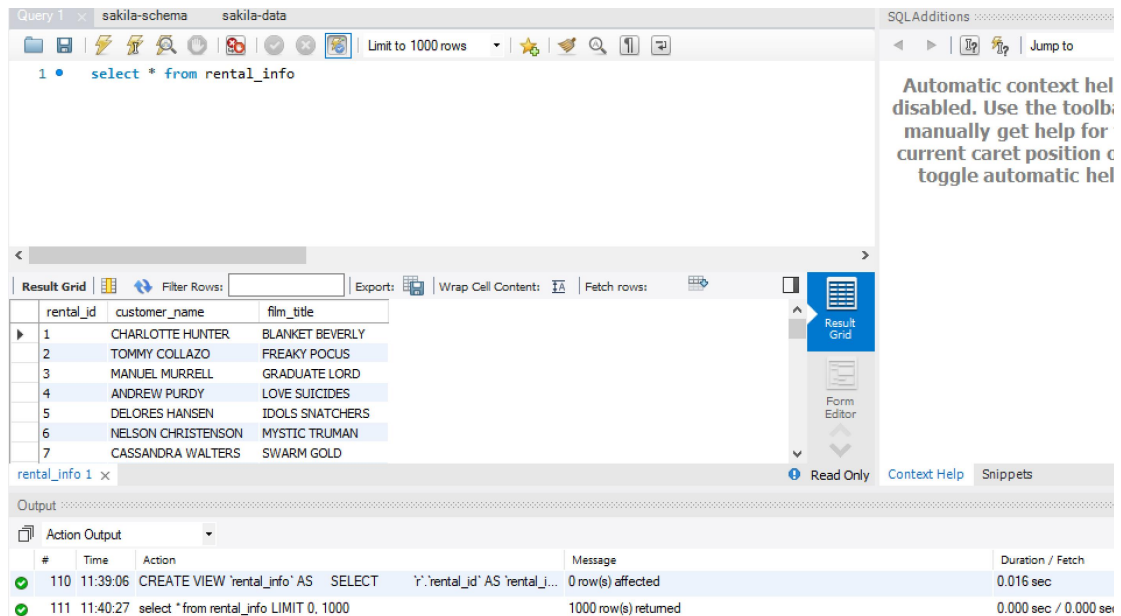 Query 1 × sakila-schema sakila-data
Limit to 1000 rows
1 select * from rental_info
SQLAdditions
Jump to
Automatic context hel
disabled. Use the toolba
manually get help for
current caret position o
toggle automatic hel
Result Grid Filter Rows: Export: Wrap Cell Content: Fetch rows:
rental_id customer_name film_title
1 CHARLOTTE HUNTER BLANKET BEVERLY
2 TOMMY COLLAZO FREAKY POCUS
3 MANUEL MURRELL GRADUATE LORD
4 ANDREW PURDY LOVE SUICIDES
5 DELORES HANSEN IDOLS SNATCHERS
6 NELSON CHRISTENSON MYSTIC TRUMAN
7 CASSANDRA WALTERS SWARM GOLD
Result
Grid
Form
Editor
rental_info 1 ×
Read Only
Context Help Snippets
Output
Action Output
# Time Action Message Duration / Fetch
110 11:39:06 CREATE VIEW `rental_info` AS SELECT `r`.`rental_id` AS `rental_i... 0 row(s) affected 0.016 sec
111 11:40:27 select * from rental_info LIMIT 0, 1000 1000 row(s) returned 0.000 sec / 0.000 sec